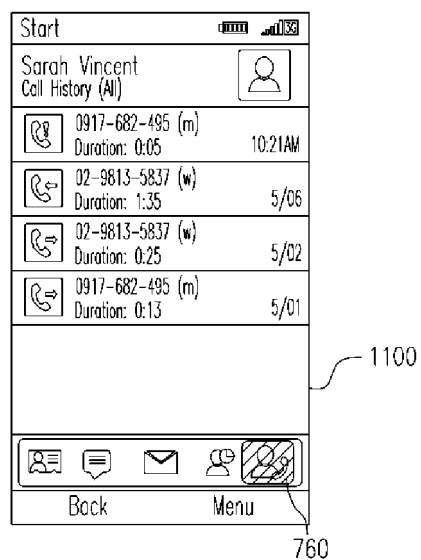 Start 3G
Sarah Vincent
Call History (All)
0917-682-495 (m)
Duration: 0:05 10:21AM
02-9813-5837 (w)
Duration: 1:35 5/06
02-9813-5837 (w)
Duration: 0:25 5/02
0917-682-495 (m)
Duration: 0:13 5/01
1100
Back Menu
760